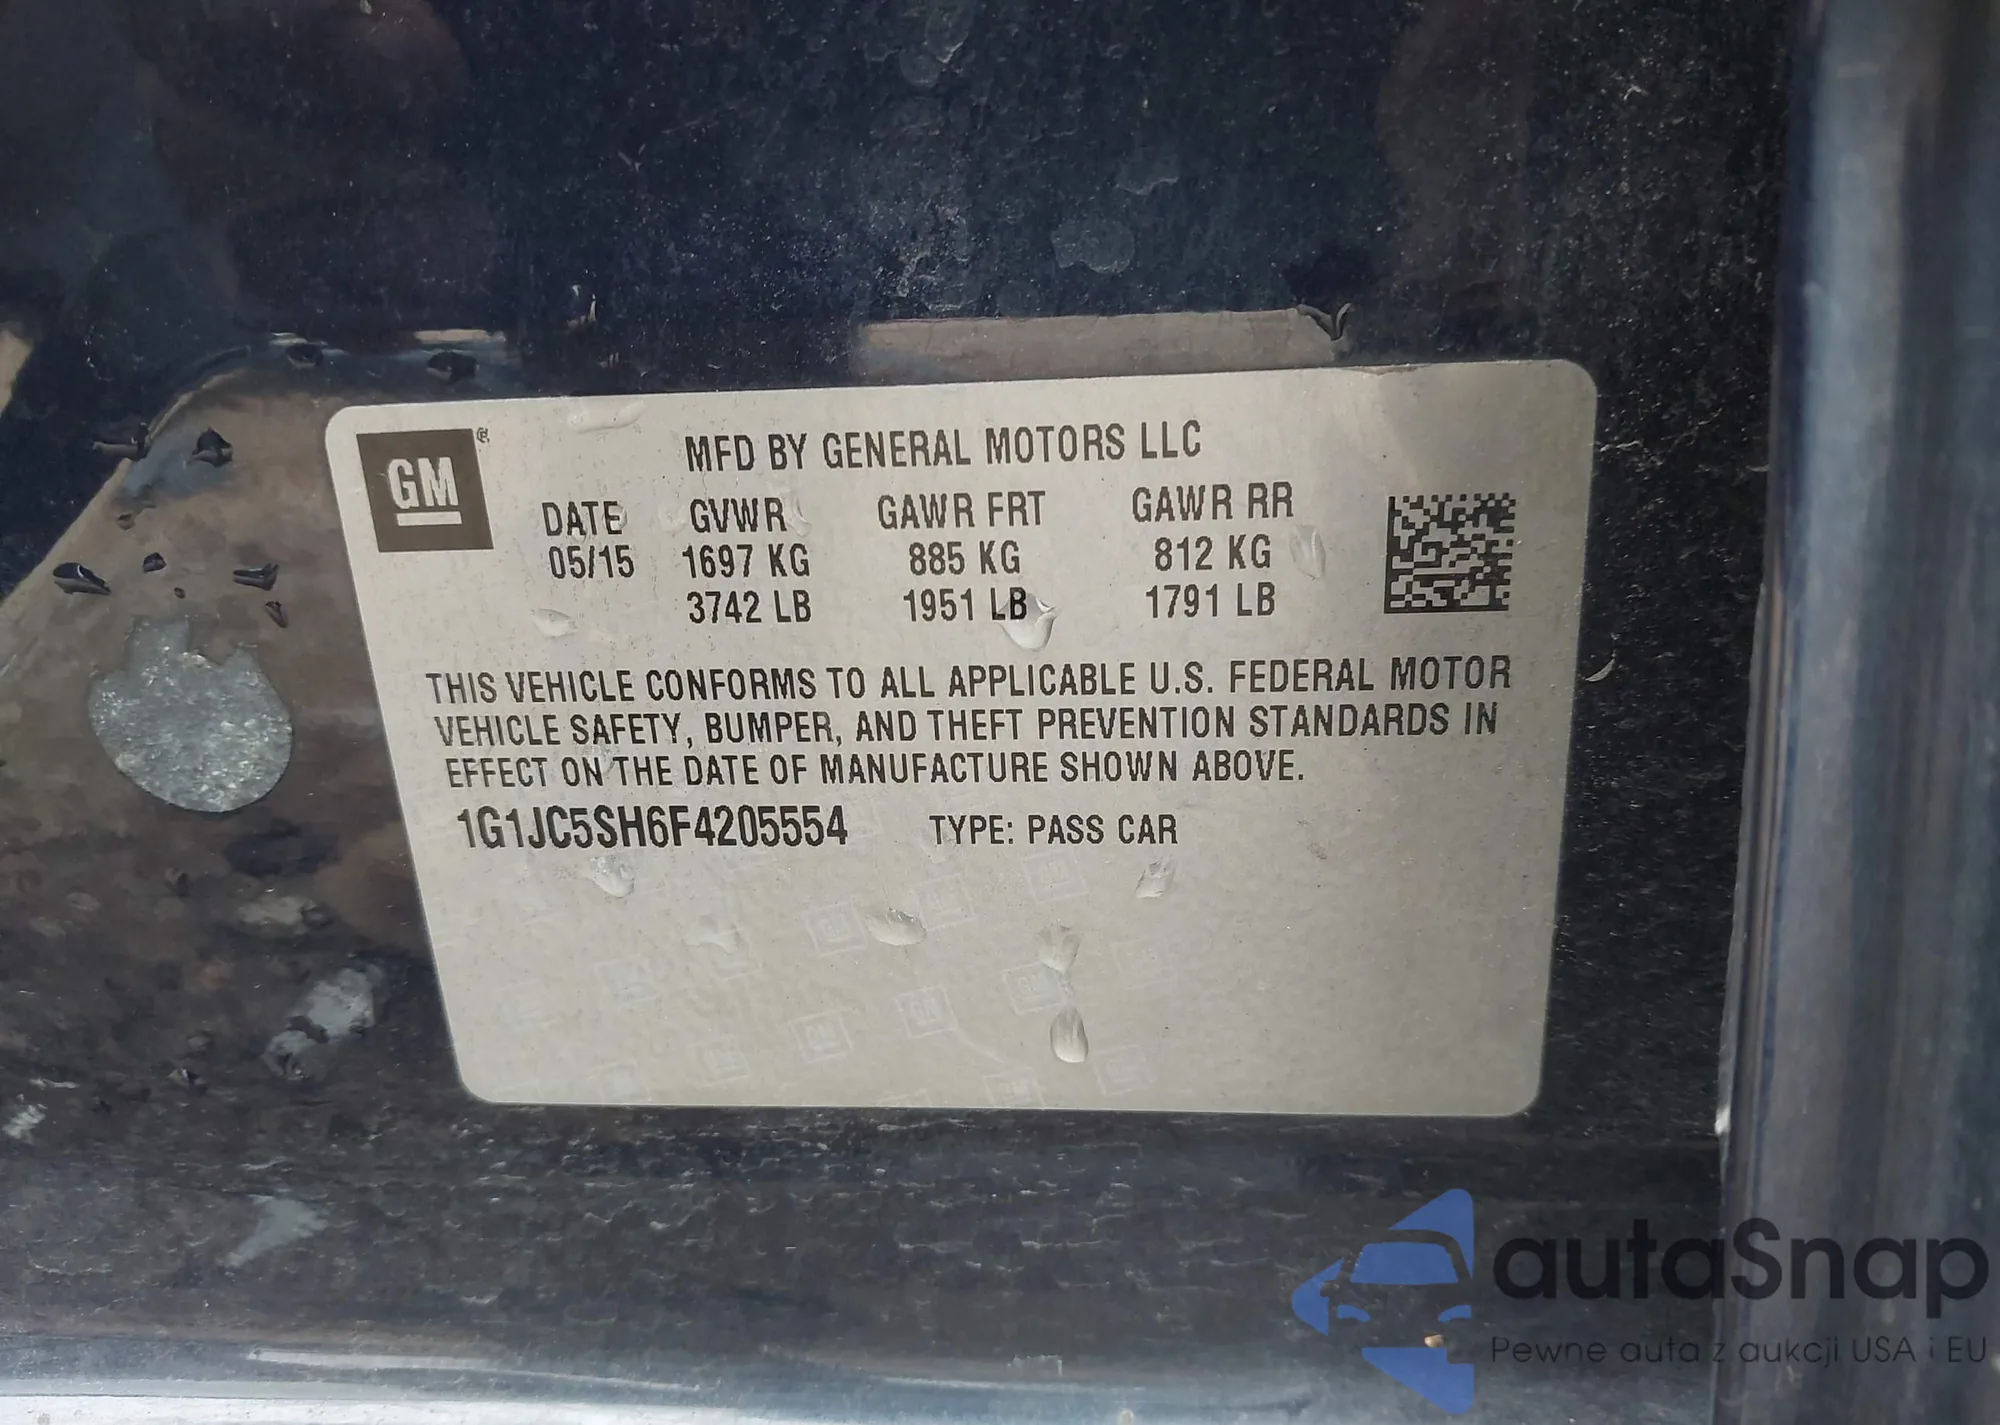 GM
MFD BY GENERAL MOTORS LLC
DATE GVWR GAWR FRT GAWR RR
05/15 1697 KG 885 KG 812 KG
3742 LB 1951 LB 1791 LB
THIS VEHICLE CONFORMS TO ALL APPLICABLE U.S. FEDERAL MOTOR
VEHICLE SAFETY, BUMPER, AND THEFT PREVENTION STANDARDS IN
EFFECT ON THE DATE OF MANUFACTURE SHOWN ABOVE.
1G1JC5SH6F4205554 TYPE: PASS CAR
autaSnap
Pewne auta z aukcji USA i EU